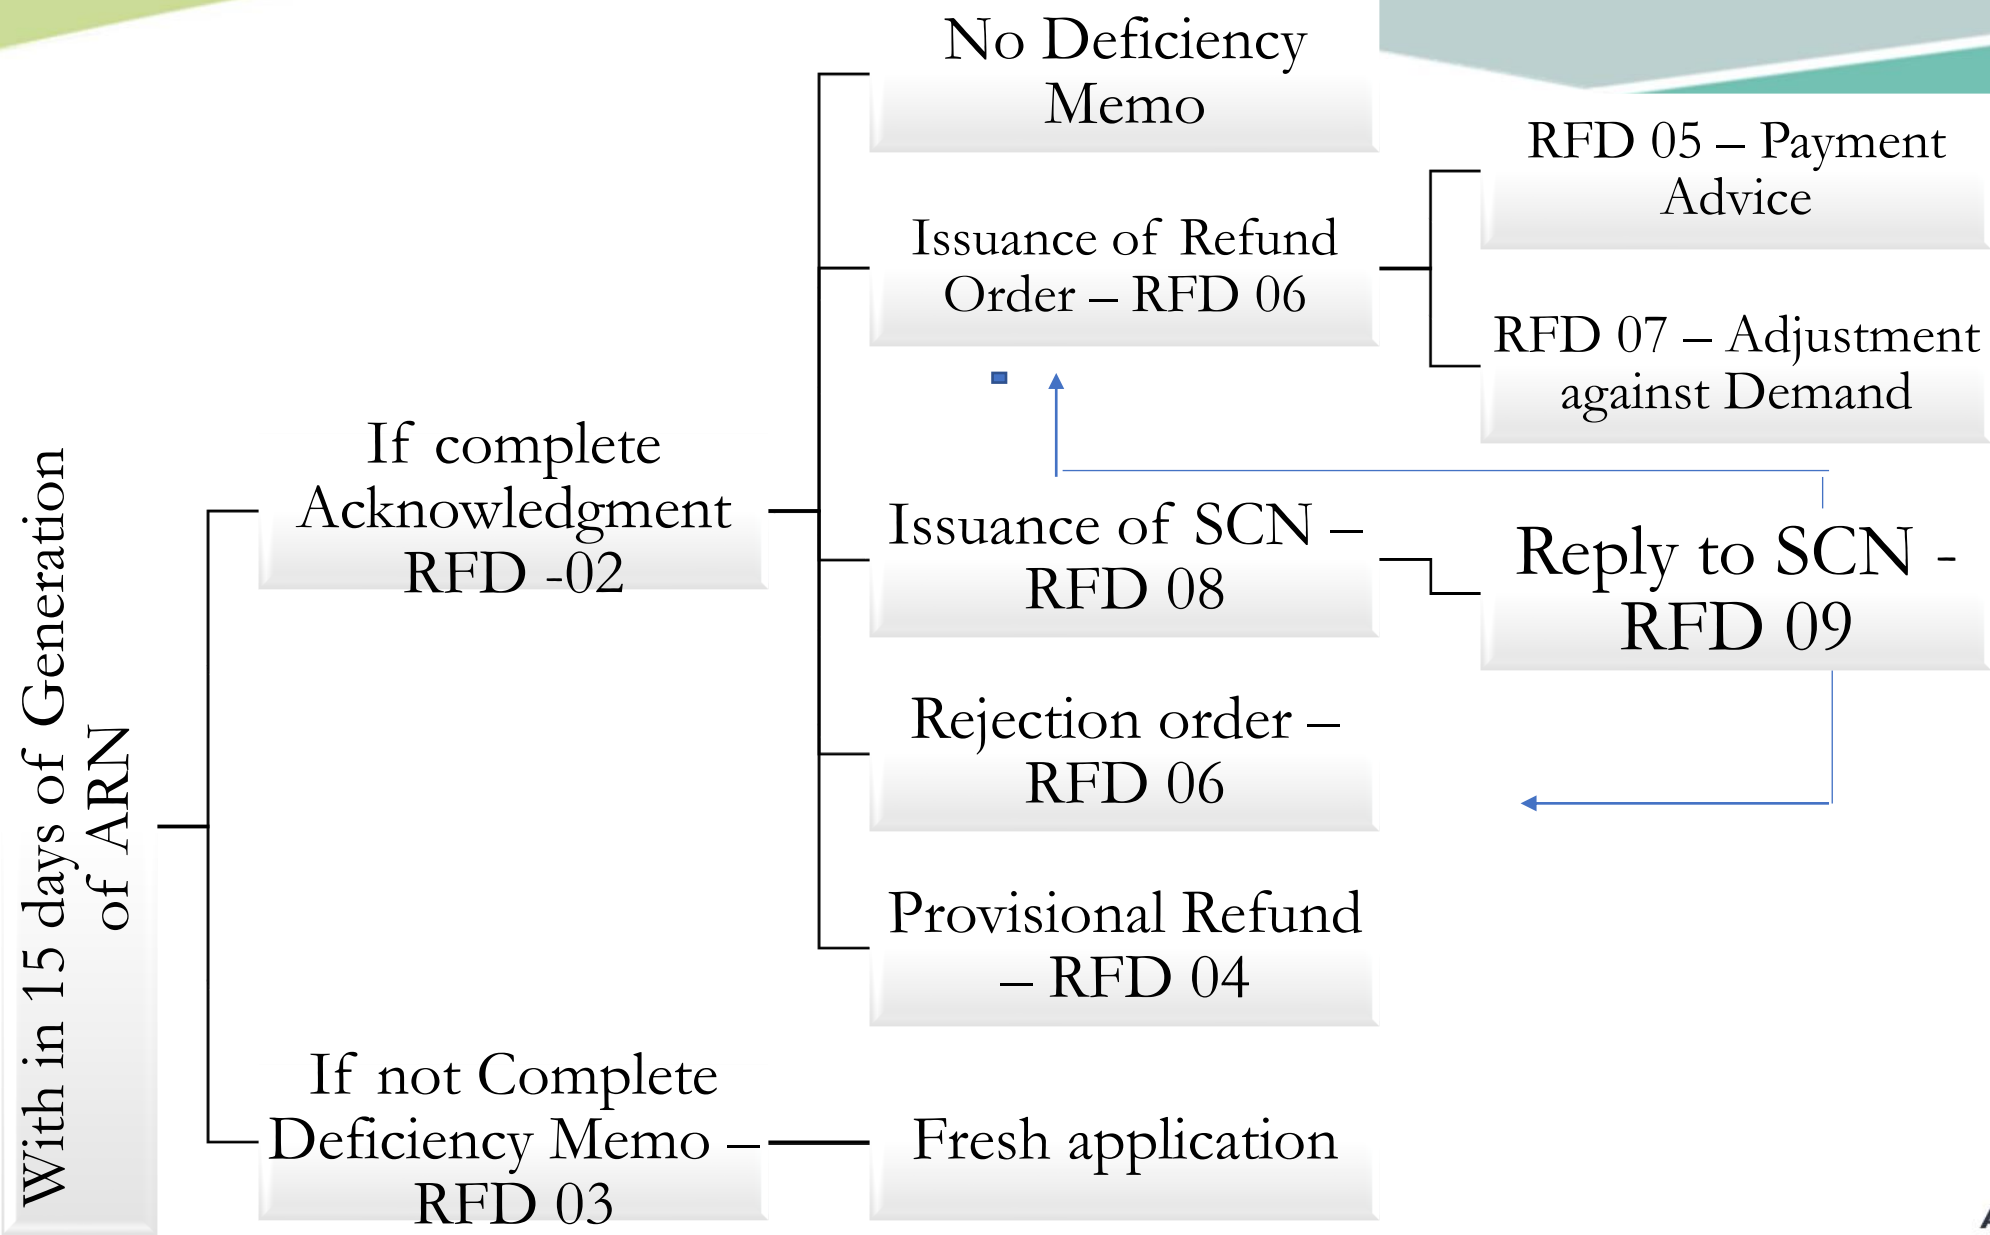 With in 15 days of Generation
of ARN
If complete
Acknowledgment
RFD -02
If not Complete
Deficiency Memo –
RFD 03
No Deficiency
Memo
Issuance of Refund
Order – RFD 06
Issuance of SCN –
RFD 08
Rejection order –
RFD 06
Provisional Refund
– RFD 04
Fresh application
RFD 05 – Payment
Advice
RFD 07 – Adjustment
against Demand
Reply to SCN -
RFD 09